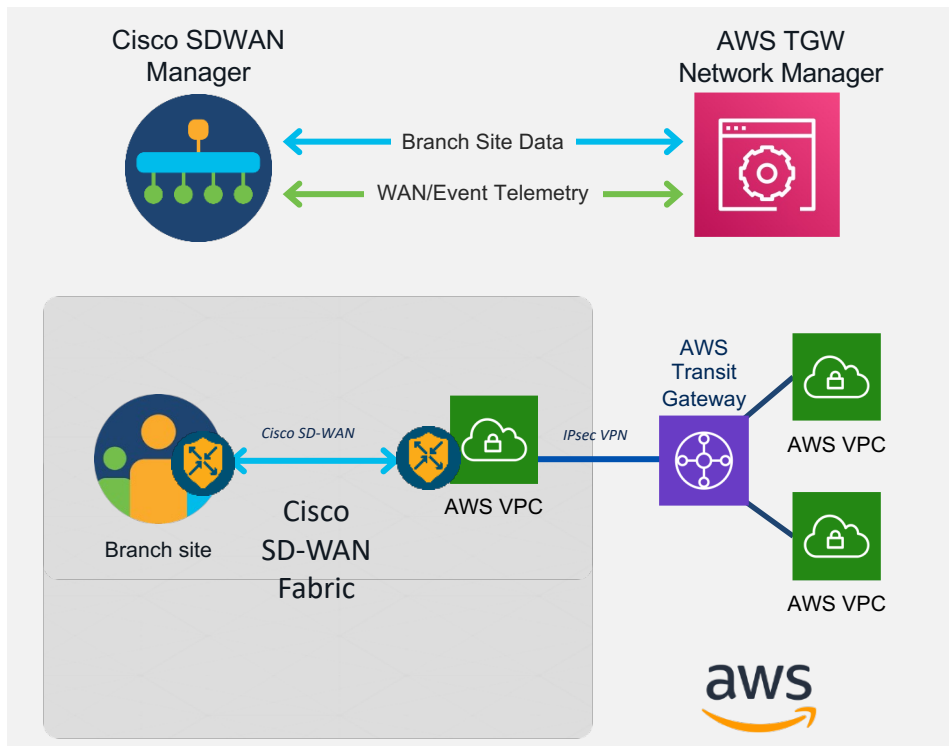 Cisco SDWAN
Manager
AWS TGW
Network Manager
Branch Site Data
WAN/Event Telemetry
AWS
Transit
Gateway
Cisco SD-WAN
IPsec VPN
AWS VPC
AWS VPC
Branch site
Cisco
SD-WAN
Fabric
AWS VPC
aws